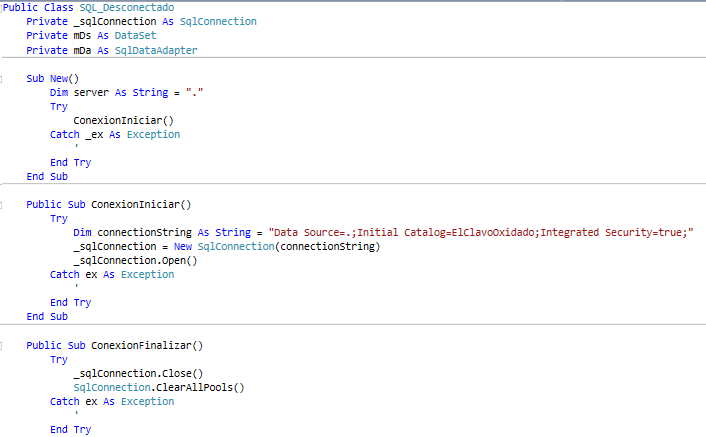 Public Class SQL_Desconectado
    Private _sqlConnection As SqlConnection
    Private mDs As DataSet
    Private mDa As SqlDataAdapter
    Sub New()
        Dim server As String = "."
        Try
            ConexionIniciar()
        Catch _ex As Exception
            '
        End Try
    End Sub
    Public Sub ConexionIniciar()
        Try
            Dim connectionString As String = "Data Source=.;Initial Catalog=ElClavoOxidado;Integrated Security=true;"
            _sqlConnection = New SqlConnection(connectionString)
            _sqlConnection.Open()
        Catch ex As Exception
            '
        End Try
    End Sub
    Public Sub ConexionFinalizar()
        Try
            _sqlConnection.Close()
            SqlConnection.ClearAllPools()
        Catch ex As Exception
            '
        End Try